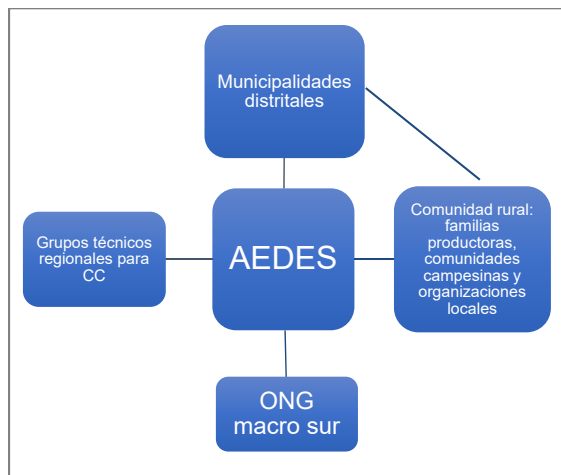 Municipalidades
distritales
Grupos técnicos
regionales para
CC
AEDES
Comunidad rural:
familias
productoras,
comunidades
campesinas y
organizaciones
locales
ONG
macro sur